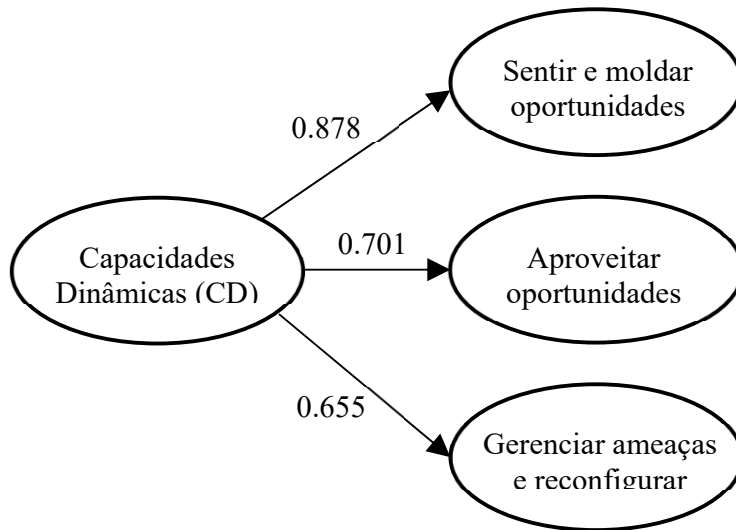 Sentir e moldar
oportunidades
0.878
Capacidades
Dinâmicas (CD)
0.701
Aproveitar
oportunidades
0.655
Gerenciar ameaças
e reconfigurar